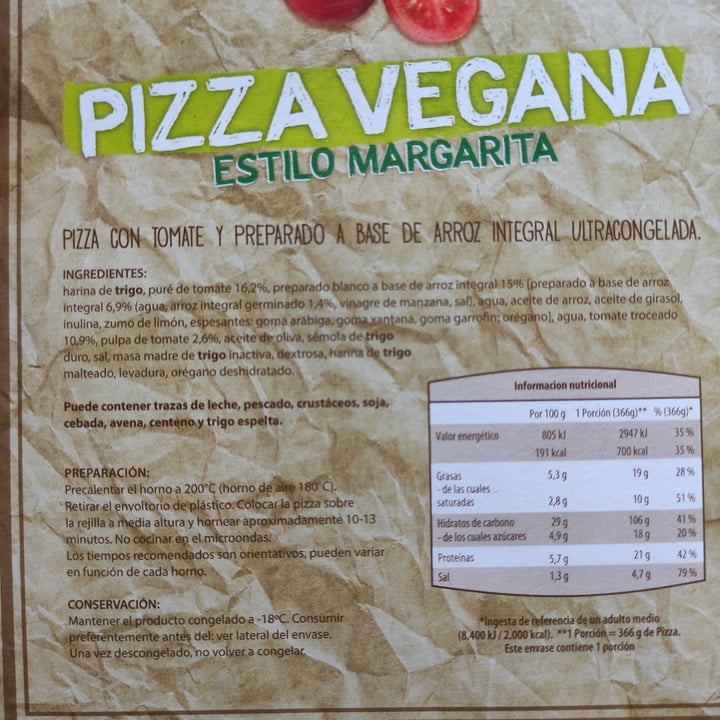 PIZZA VEGANA
ESTILO MARGARITA
PIZZA CON TOMATE Y PREPARADO A BASE DE ARROZ INTEGRAL ULTRACONGELADA.
INGREDIENTES:
harina de trigo, puré de tomate 16,2%, preparado blanco a base de arroz integral 15% [preparado a base de arroz
integral 6,9% (agua, arroz integral germinado 1,4%, vinagre de manzana, sal), agua, aceite de arroz, aceite de girasol,
inulina, zumo de limón, espesantes: goma arábiga, goma xantana, goma garrofín; orégano], agua, tomate troceado
10,9%, pulpa de tomate 2,6%, aceite de oliva, sémola de trigo
duro, sal, masa madre de trigo inactiva, dextrosa, harina de trigo
malteado, levadura, orégano deshidratado.
Puede contener trazas de leche, pescado, crustáceos, soja,
cebada, avena, centeno y trigo espelta.
PREPARACIÓN:
Precalentar el horno a 200°C (horno de aire 180°C).
Retirar el envoltorio de plástico. Colocar la pizza sobre
la rejilla a media altura y hornear aproximadamente 10-13
minutos. No cocinar en el microondas.
Los tiempos recomendados son orientativos, pueden variar
en función de cada horno.
CONSERVACIÓN:
Mantener el producto congelado a -18ºC. Consumir
preferentemente antes del: ver lateral del envase.
Una vez descongelado, no volver a congelar.
Informacion nutricional
Por 100 g 1 Porción (366g)** % (366g)*
Valor energético 805 kJ 2947 kJ 35 %
191 kcal 700 kcal 35 %
Grasas 5,3 g 19 g 28 %
- de las cuales
saturadas 2,8 g 10 g 51 %
Hidratos de carbono 29 g 106 g 41 %
- de los cuales azúcares 4,9 g 18 g 20 %
Proteínas 5,7 g 21 g 42 %
Sal 1,3 g 4,7 g 79 %
*Ingesta de referencia de un adulto medio
(8.400 kJ / 2.000 kcal). **1 Porción = 366 g de Pizza.
Este envase contiene 1 porción